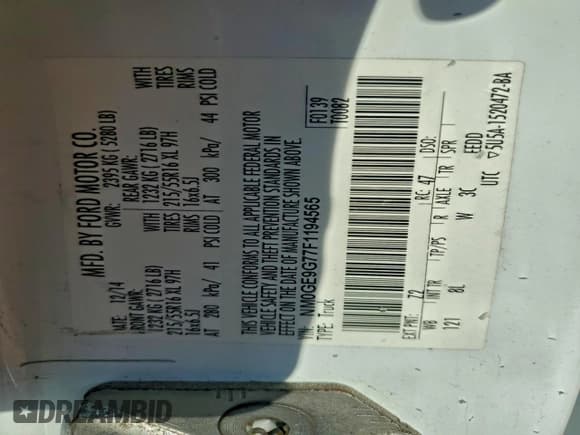 MFD. BY FORD MOTOR CO.
DATE: 12/14 GVWR: 2395 KG ( 5280 LB)
FRONT GAWR: REAR GAWR:
1232 KG (2716 LB) WITH 1232 KG (2716 LB) WITH
215/55R16 XL 97H TIRES 215/55R16 XL 97H TIRES
16x6.5J RIMS 16x6.5J RIMS
AT 280 kPa/ 41 PSI COLD AT 300 kPa/ 44 PSI COLD
THIS VEHICLE CONFORMS TO ALL APPLICABLE FEDERAL MOTOR
VEHICLE SAFETY AND THEFT PREVENTION STANDARDS IN
EFFECT ON THE DATE OF MANUFACTURE SHOWN ABOVE.
F0139
T0082
VIN: NM0GE9G77F1194565
TYPE: Truck
EXT PNT: 7Z RC: 47 DSO:
WB INT TR TP/PS R AXLE TR SPR
121 8L W 3C EEDD
UTC ▽5U5A-1520472-BA
DREAMBID